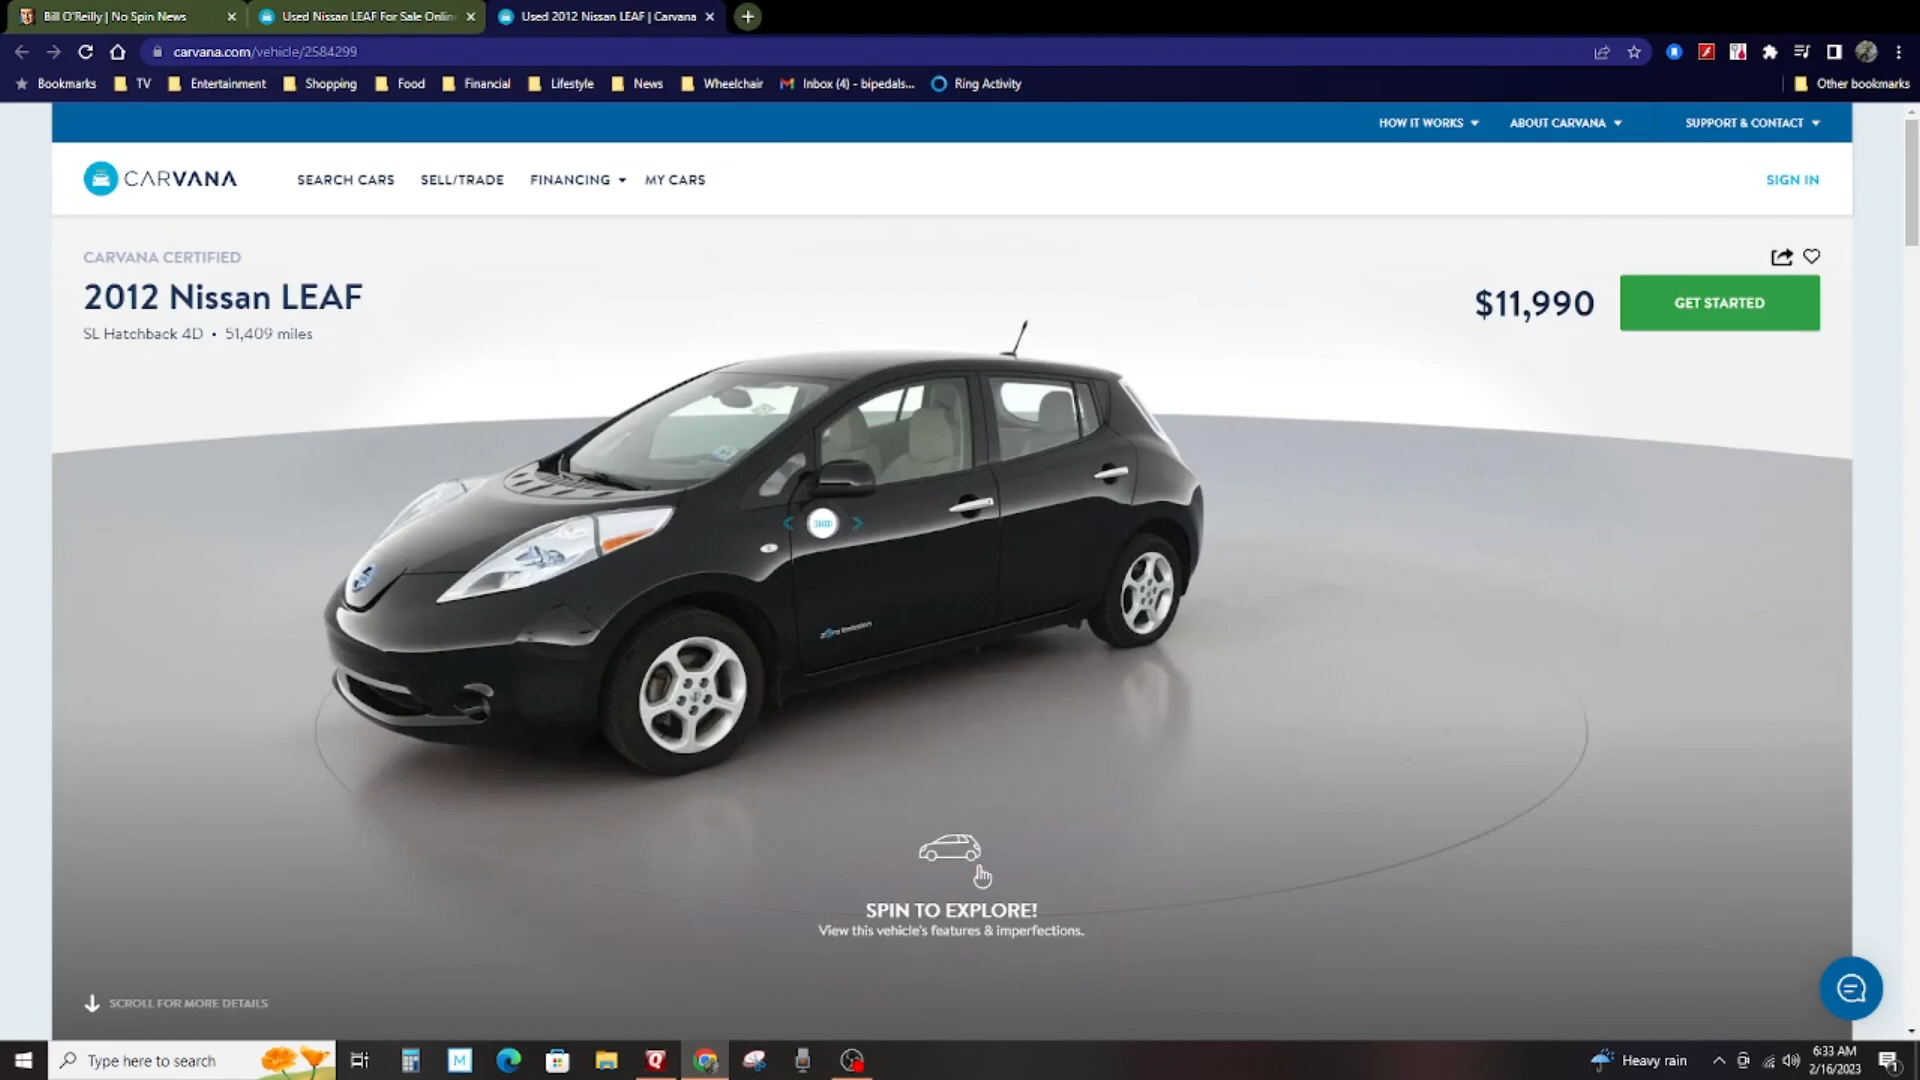 Bill O'Reilly | No Spin News
Used Nissan LEAF For Sale Online
Used 2012 Nissan LEAF | Carvana
carvana.com/vehicle/2584299
Bookmarks TV Entertainment Shopping Food Financial Lifestyle News Wheelchair Inbox (4) - bipedals... Ring Activity Other bookmarks
HOW IT WORKS ABOUT CARVANA SUPPORT & CONTACT
CARVANA SEARCH CARS SELL/TRADE FINANCING MY CARS SIGN IN
CARVANA CERTIFIED
2012 Nissan LEAF
SL Hatchback 4D • 51,409 miles
$11,990 GET STARTED
Zero Emission
SPIN TO EXPLORE!
View this vehicle's features & imperfections.
SCROLL FOR MORE DETAILS
Type here to search
M
Q
Heavy rain
6:33 AM
2/16/2023
1